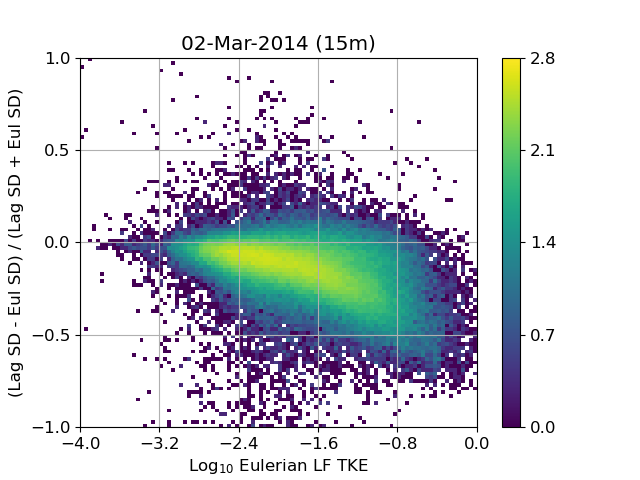 02-Mar-2014 (15m)
(Lag SD - Eul SD) / (Lag SD + Eul SD)
1.0
0.5
0.0
−0.5
−1.0
−4.0 −3.2 −2.4 −1.6 −0.8 0.0
Log₁₀ Eulerian LF TKE
2.8
2.1
1.4
0.7
0.0